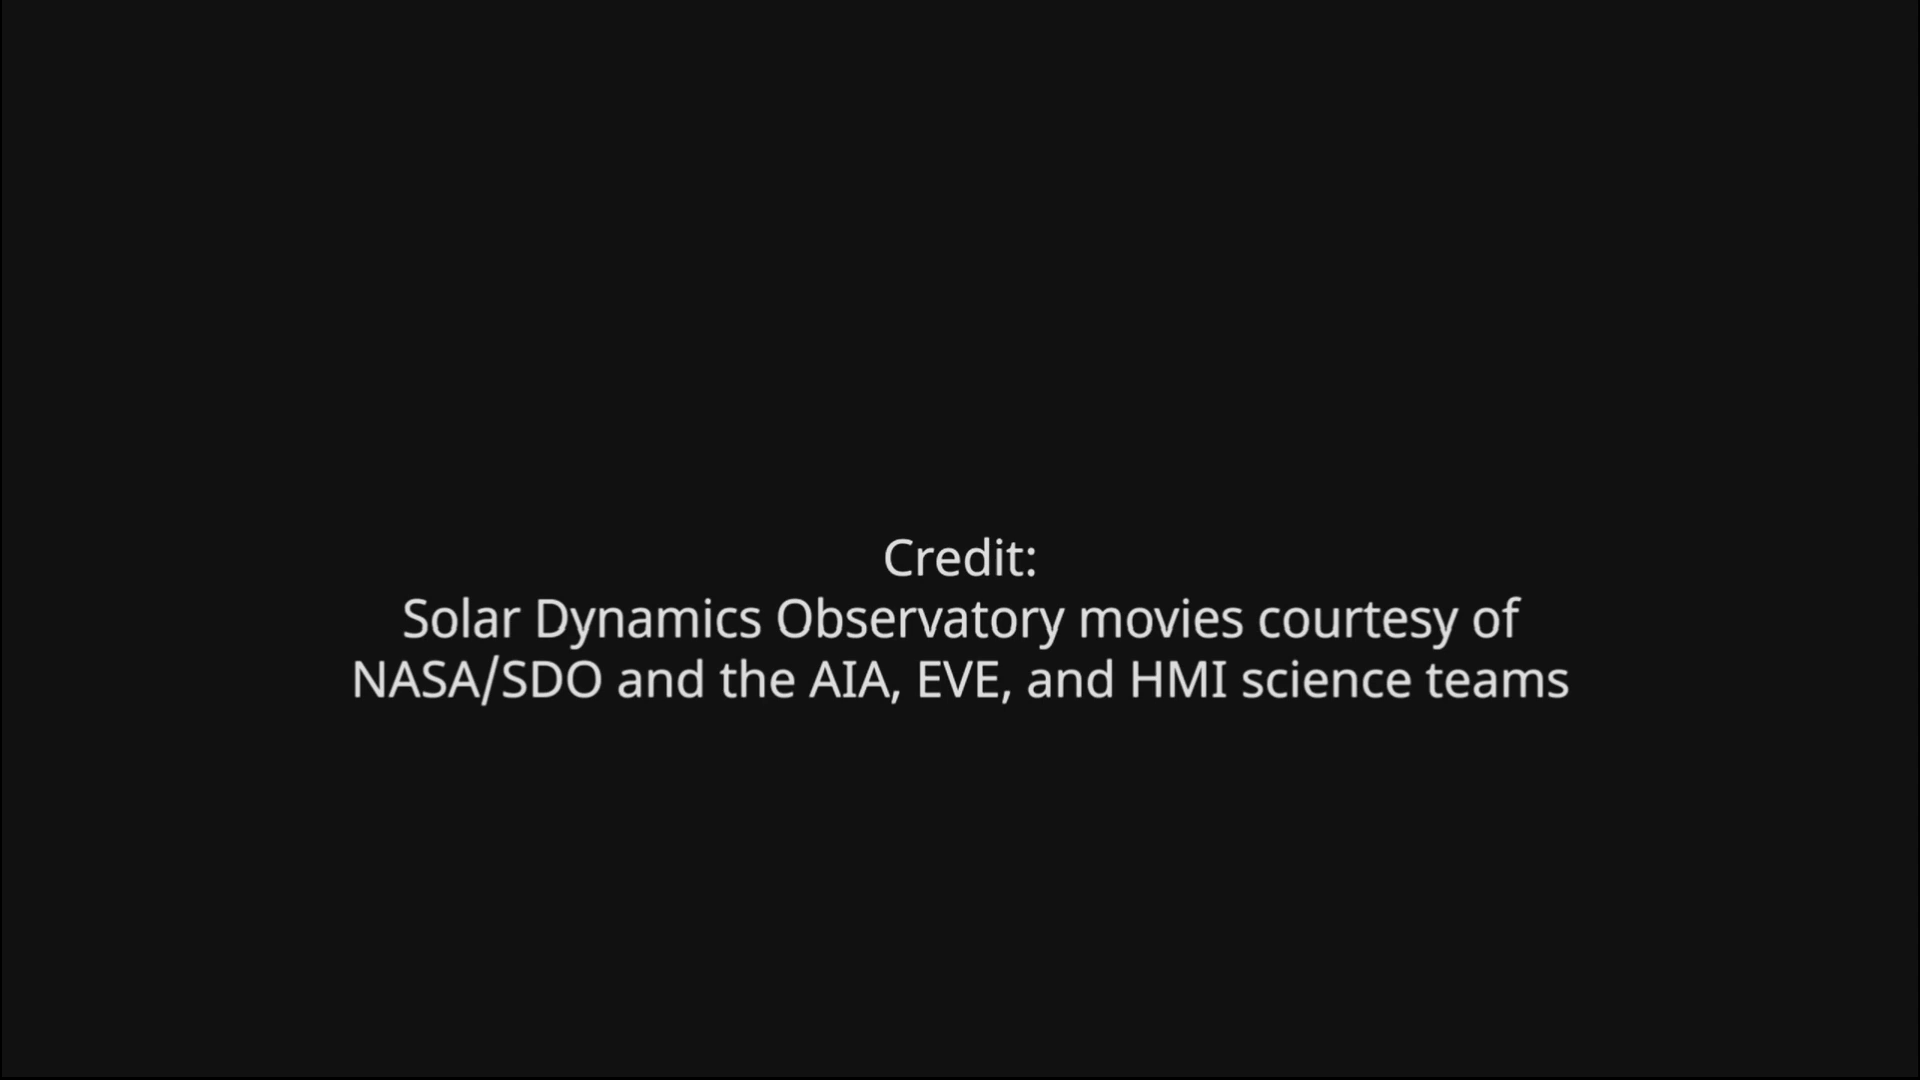 Credit:
Solar Dynamics Observatory movies courtesy of
NASA/SDO and the AIA, EVE, and HMI science teams